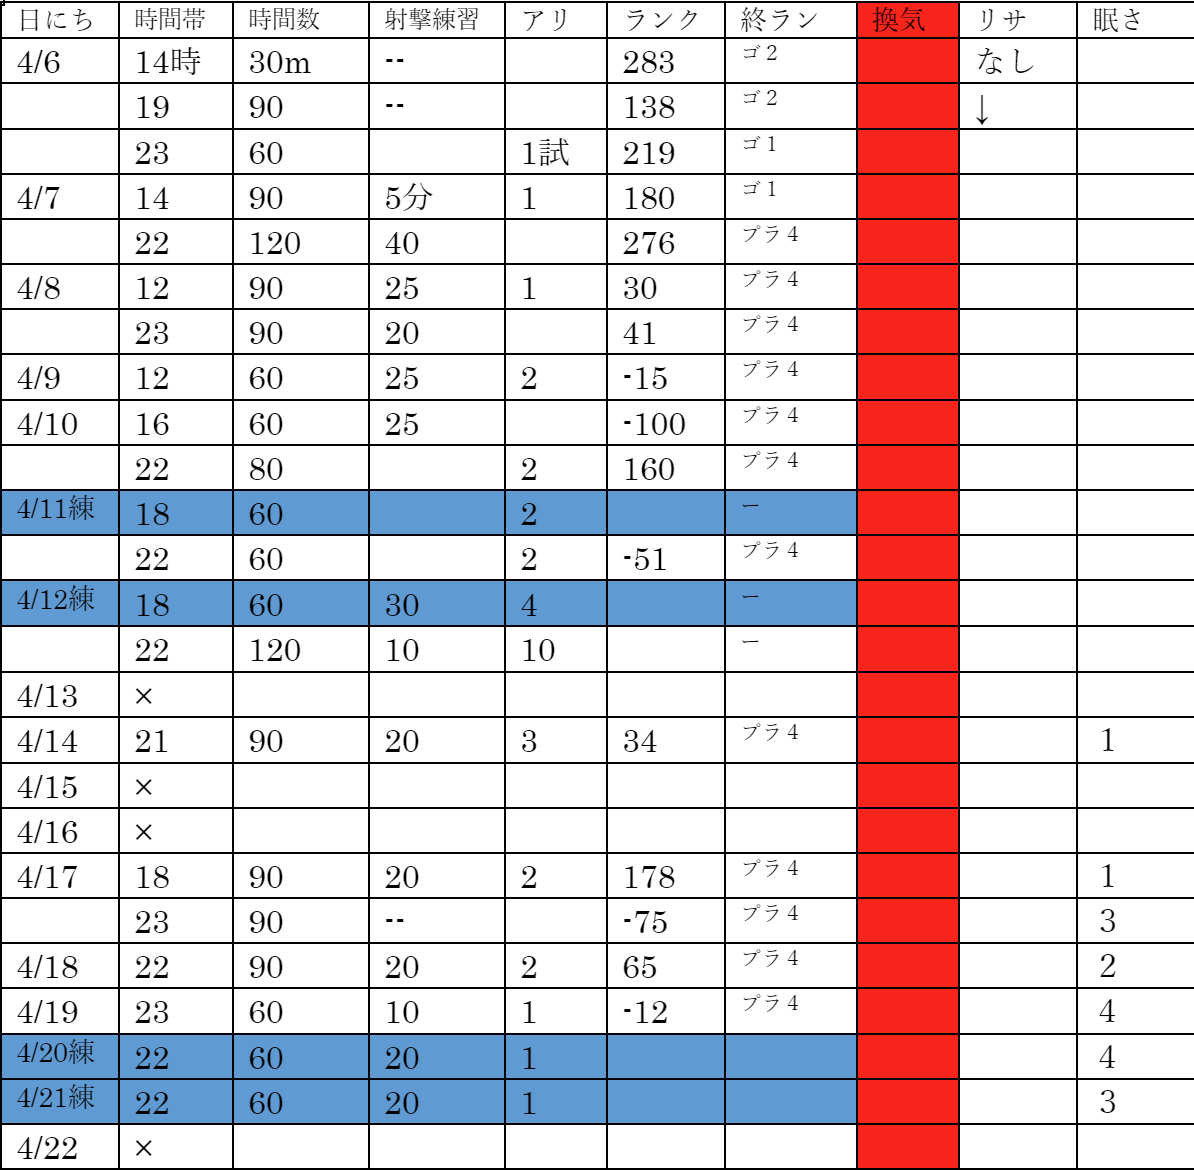 日にち 時間帯 時間数 射撃練習 アリ ランク 終ラン 換気 リサ 眠さ
4/6 14時 30m -- 283 ゴ2 なし
19 90 -- 138 ゴ2 ↓
23 60 1試 219 ゴ1
4/7 14 90 5分 1 180 ゴ1
22 120 40 276 プラ4
4/8 12 90 25 1 30 プラ4
23 90 20 41 プラ4
4/9 12 60 25 2 -15 プラ4
4/10 16 60 25 -100 プラ4
22 80 2 160 プラ4
4/11練 18 60 2 ー
22 60 2 -51 プラ4
4/12練 18 60 30 4 ー
22 120 10 10 ー
4/13 ×
4/14 21 90 20 3 34 プラ4 1
4/15 ×
4/16 ×
4/17 18 90 20 2 178 プラ4 1
23 90 -- -75 プラ4 3
4/18 22 90 20 2 65 プラ4 2
4/19 23 60 10 1 -12 プラ4 4
4/20練 22 60 20 1 4
4/21練 22 60 20 1 3
4/22 ×